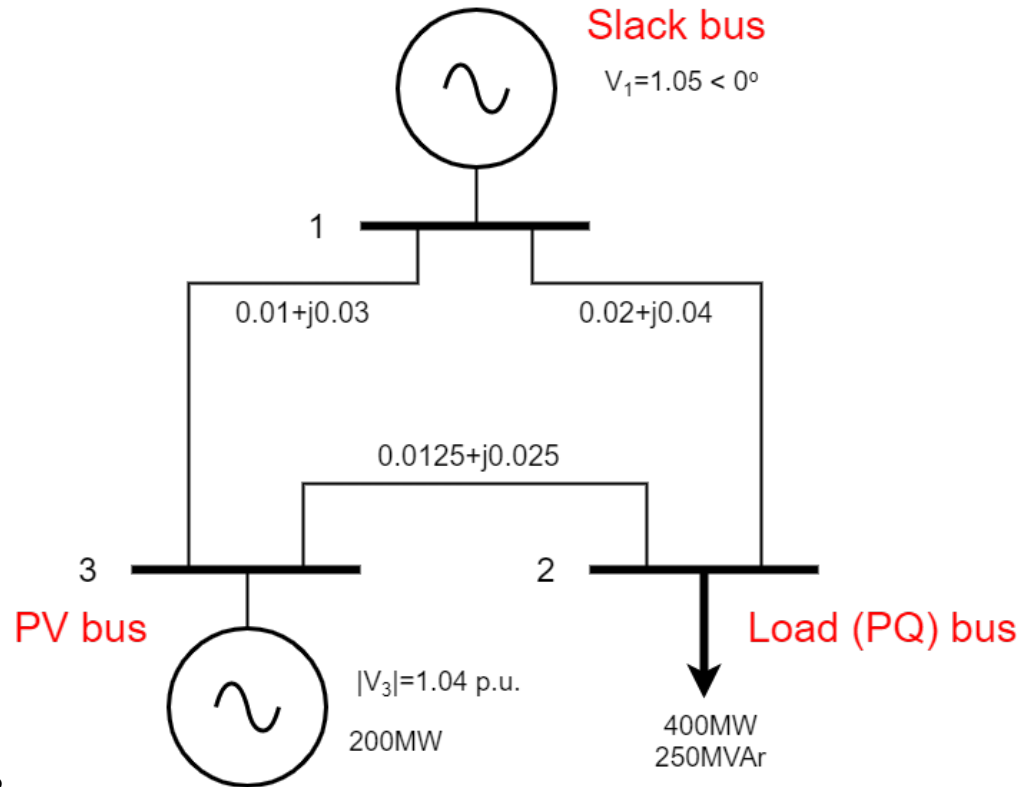 Slack bus
V₁=1.05 < 0º
1
0.01+j0.03
0.02+j0.04
0.0125+j0.025
3
2
PV bus
Load (PQ) bus
|V₃|=1.04 p.u.
200MW
400MW
250MVAr